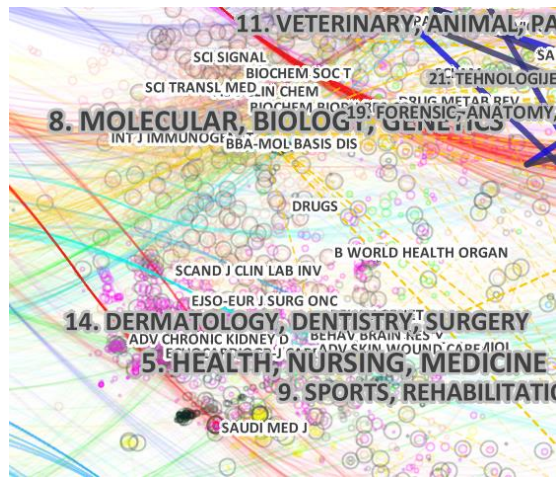 11. VETERINARY, ANIMAL, PA
SA
SCI SIGNAL
BIOCHEM SOC T
21. TEHNOLOGIJE
SCI TRANSL MED
LIN CHEM
DRUG METAB REV
19. FORENSIC, ANATOMY,
8. MOLECULAR, BIOLOGY, GENETICS
INT J IMMUNOGE
BBA-MOL BASIS DIS
DRUGS
B WORLD HEALTH ORGAN
SCAND J CLIN LAB INV
EJSO-EUR J SURG ONC
14. DERMATOLOGY, DENTISTRY, SURGERY
ADV CHRONIC KIDNEY D
BEHAV BRAIN RES
ADV SKIN WOUND CARE
5. HEALTH, NURSING, MEDICINE
9. SPORTS, REHABILITATIO
SAUDI MED J